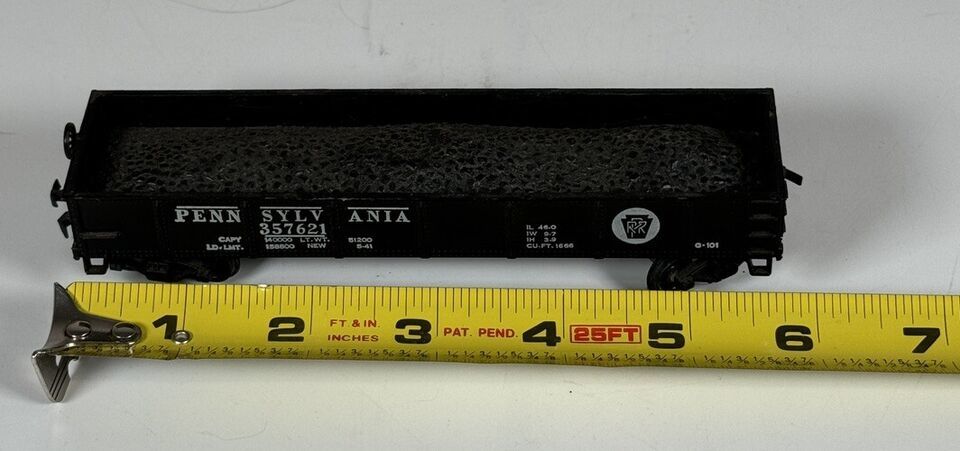 PENN SYLV ANIA
357621
CAPY 140000 LT. WT. 51200
LD. LMT. 158800 NEW 5-41
IL 46.0
IW 9-7
IH 3-9
CU. FT. 1666
PRR
G-101
1 2 FT. & IN. INCHES 3 PAT. PEND. 4 25FT 5 6 7